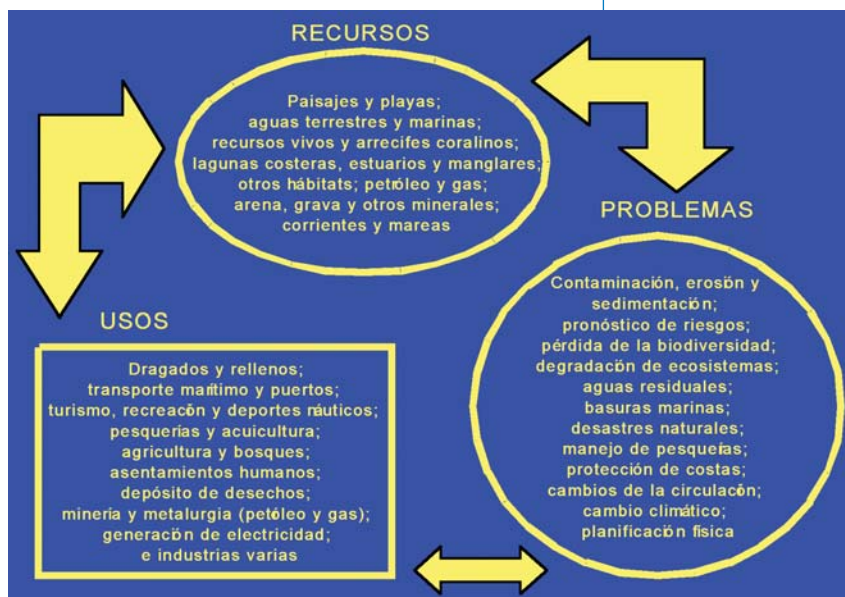 RECURSOS
Paisajes y playas;
aguas terrestres y marinas;
recursos vivos y arrecifes coralinos;
lagunas costeras, estuarios y manglares;
otros hábitats; petróleo y gas;
arena, grava y otros minerales;
corrientes y mareas
PROBLEMAS
Contaminación, erosión y
sedimentación;
pronóstico de riesgos;
pérdida de la biodiversidad;
degradación de ecosistemas;
aguas residuales;
basuras marinas;
desastres naturales;
manejo de pesquerías;
protección de costas;
cambios de la circulación;
cambio climático;
planificación física
USOS
Dragados y rellenos;
transporte marítimo y puertos;
turismo, recreación y deportes náuticos;
pesquerías y acuicultura;
agricultura y bosques;
asentamientos humanos;
depósito de desechos;
minería y metalurgia (petóleo y gas);
generación de electricidad;
e industrias varias